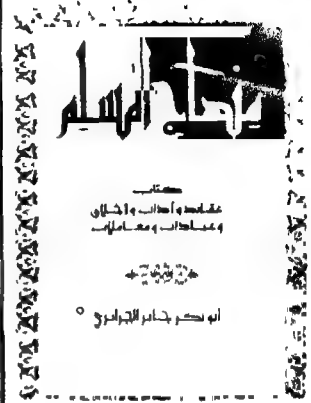 منهاج المسلم
كتاب
عقائد وآداب وأخلاق
وعبادات ومعاملات
أبو بكر جابر الجزائري